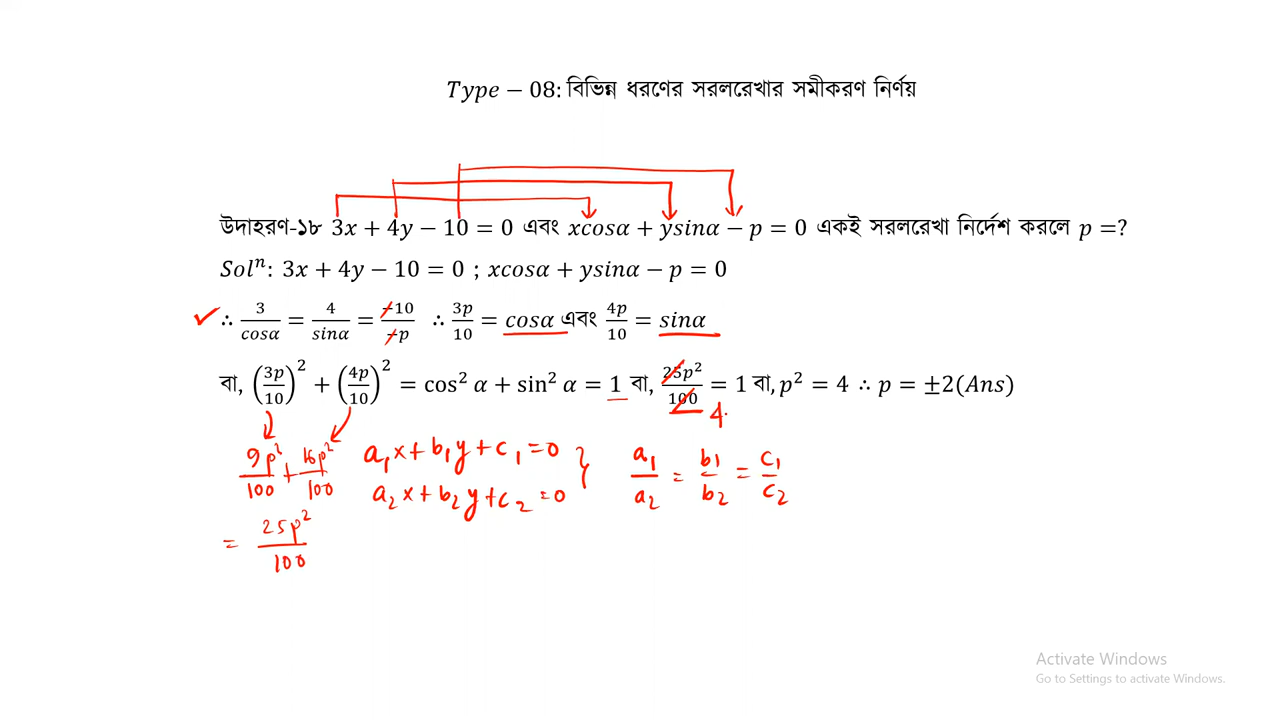 Type − 08: বিভিন্ন ধরণের সরলরেখার সমীকরণ নির্ণয়
উদাহরণ-১৮ 3x + 4y − 10 = 0 এবং xcosα + ysinα − p = 0 একই সরলরেখা নির্দেশ করলে p =?
Solⁿ: 3x + 4y − 10 = 0 ; xcosα + ysinα − p = 0
∴ 3/cosα = 4/sinα = −10/−p ∴ 3p/10 = cosα এবং 4p/10 = sinα
বা, (3p/10)² + (4p/10)² = cos² α + sin² α = 1 বা, 25p²/100 = 1 বা, p² = 4 ∴ p = ±2(Ans)
4
9p²/100 + 16p²/100
= 25p²/100
a₁x + b₁y + c₁ = 0
a₂x + b₂y + c₂ = 0 }
a₁/a₂ = b₁/b₂ = c₁/c₂
Activate Windows
Go to Settings to activate Windows.